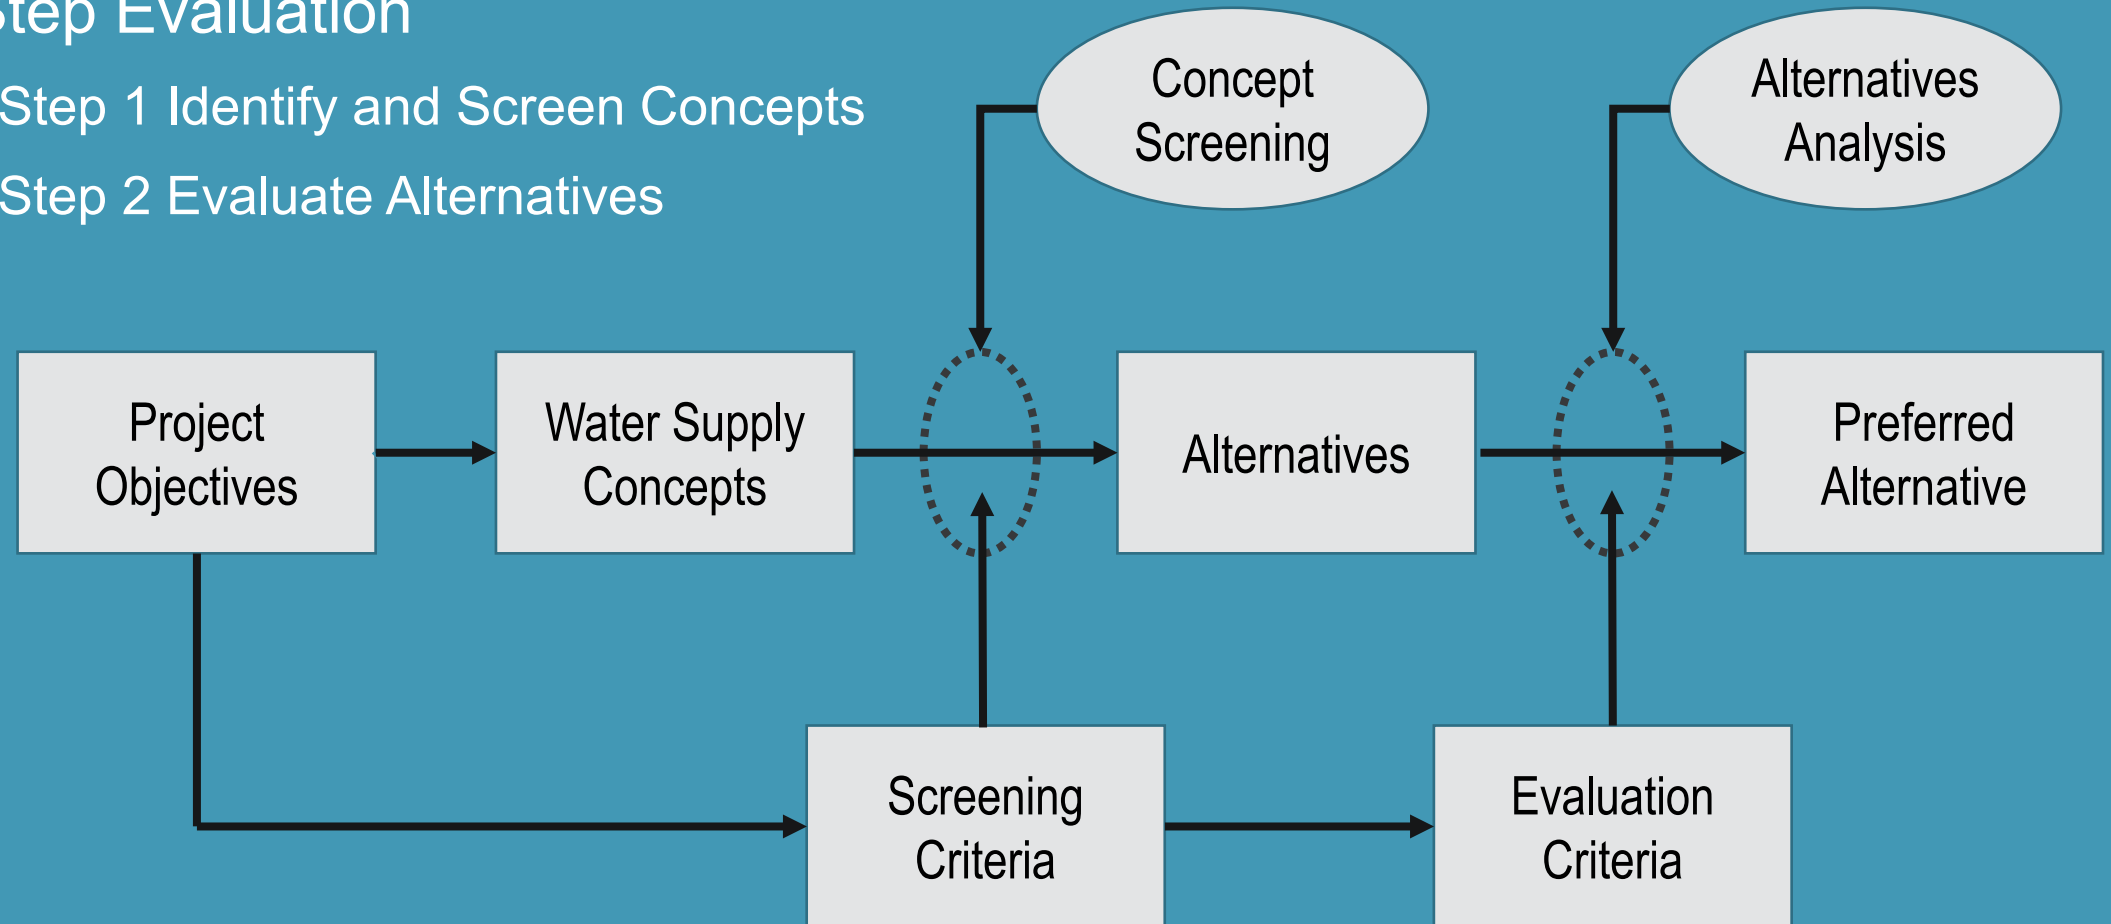 Step Evaluation
Step 1 Identify and Screen Concepts
Step 2 Evaluate Alternatives
Concept
Screening
Alternatives
Analysis
Project
Objectives
Water Supply
Concepts
Alternatives
Preferred
Alternative
Screening
Criteria
Evaluation
Criteria